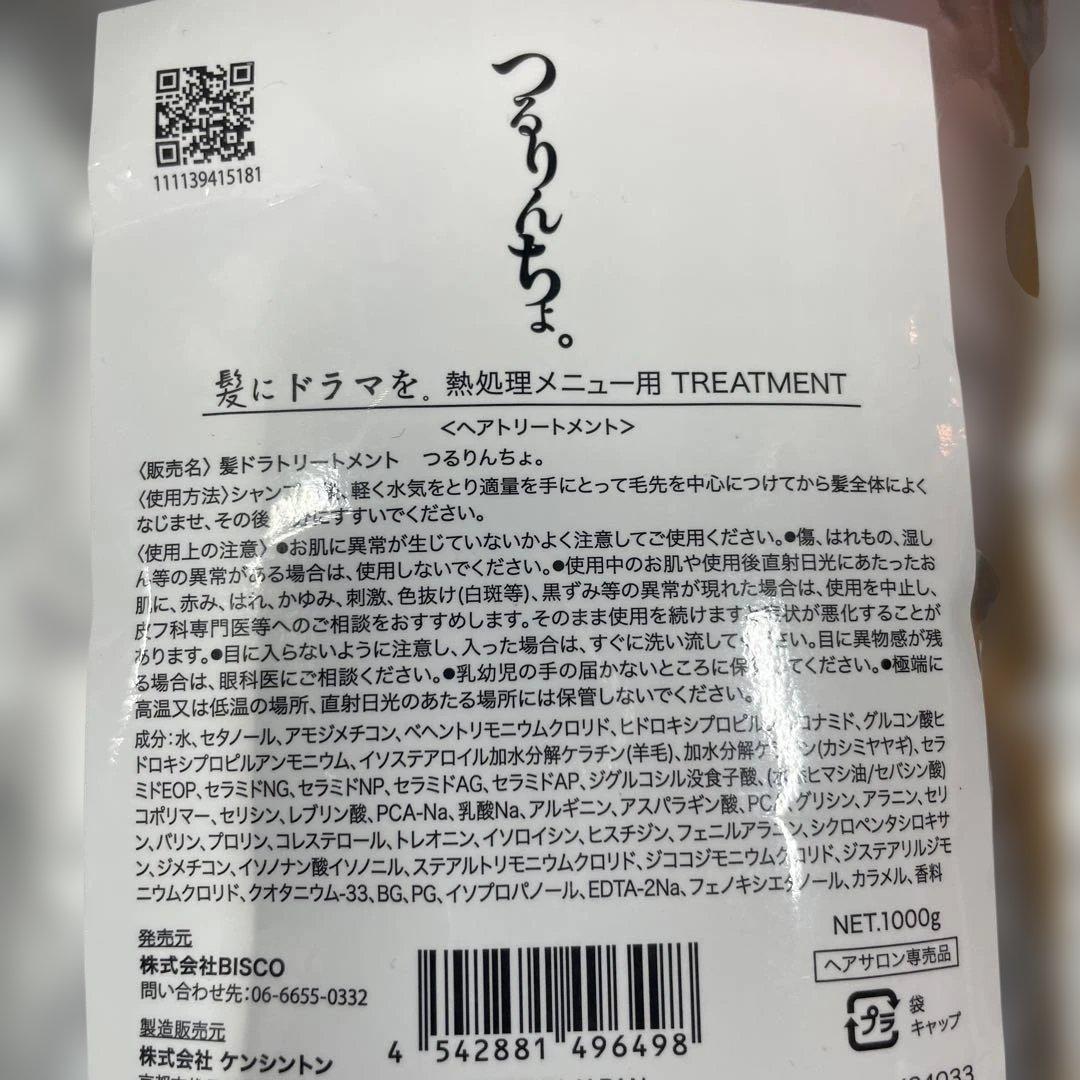 111139415181
つるりんちょ。
髪にドラマを。熱処理メニュー用 TREATMENT
<ヘアトリートメント>
〈販売名〉髪ドラトリートメント つるりんちょ。
〈使用方法〉シャンプー 、軽く水気をとり適量を手にとって毛先を中心につけてから髪全体によく
なじませ、その後 にすすいでください。
〈使用上の注意〉●お肌に異常が生じていないかよく注意してご使用ください。●傷、はれもの、湿し
ん等の異常がある場合は、使用しないでください。●使用中のお肌や使用後直射日光にあたったお
肌に、赤み、はれ、かゆみ、刺激、色抜け(白斑等)、黒ずみ等の異常が現れた場合は、使用を中止し、
皮フ科専門医等へのご相談をおすすめします。そのまま使用を続けますと症状が悪化することが
あります。●目に入らないように注意し、入った場合は、すぐに洗い流してください。目に異物感が残
る場合は、眼科医にご相談ください。●乳幼児の手の届かないところに保管してください。●極端に
高温又は低温の場所、直射日光のあたる場所には保管しないでください。
成分:水、セタノール、アモジメチコン、ベヘントリモニウムクロリド、ヒドロキシプロピルグルコナミド、グルコン酸ヒ
ドロキシプロピルアンモニウム、イソステアロイル加水分解ケラチン(羊毛)、加水分解ケラチン(カシミヤヤギ)、セラ
ミドEOP、セラミドNG、セラミドNP、セラミドAG、セラミドAP、ジグルコシル没食子酸、(水添ヒマシ油/セバシン酸)
コポリマー、セリシン、レブリン酸、PCA-Na、乳酸Na、アルギニン、アスパラギン酸、PCA、グリシン、アラニン、セリ
ン、バリン、プロリン、コレステロール、トレオニン、イソロイシン、ヒスチジン、フェニルアラニン、シクロペンタシロキサ
ン、ジメチコン、イソノナン酸イソノニル、ステアルトリモニウムクロリド、ジココジモニウムクロリド、ジステアリルジモ
ニウムクロリド、クオタニウム-33、BG、PG、イソプロパノール、EDTA-2Na、フェノキシエタノール、カラメル、香料
NET.1000g
ヘアサロン専売品
発売元
株式会社BISCO
問い合わせ先:06-6655-0332
製造販売元
株式会社 ケンシントン
4 542881 496498
プラ
袋
キャップ